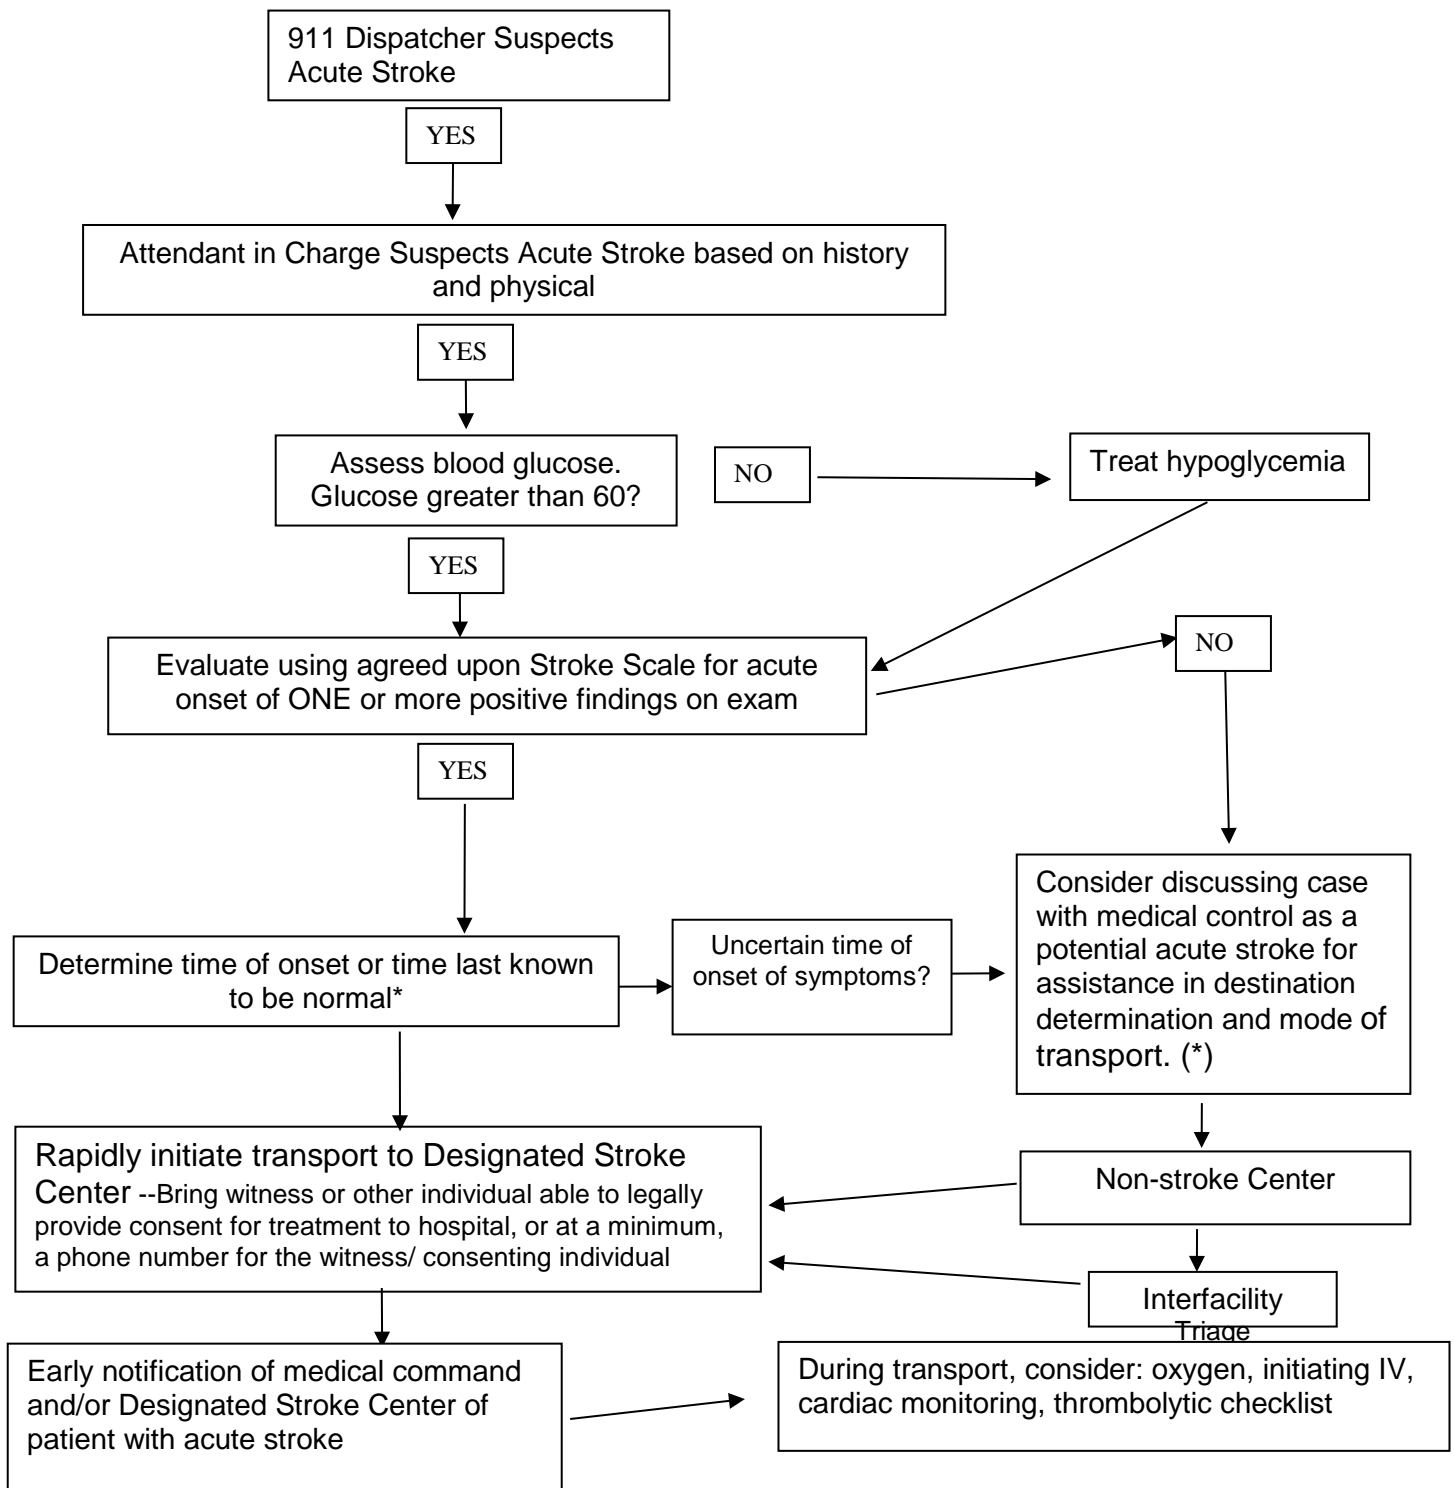 911 Dispatcher Suspects
Acute Stroke
YES
Attendant in Charge Suspects Acute Stroke based on history
and physical
YES
Assess blood glucose.
Glucose greater than 60?
NO
Treat hypoglycemia
YES
Evaluate using agreed upon Stroke Scale for acute
onset of ONE or more positive findings on exam
NO
YES
Determine time of onset or time last known
to be normal*
Uncertain time of
onset of symptoms?
Consider discussing case
with medical control as a
potential acute stroke for
assistance in destination
determination and mode of
transport. (*)
Rapidly initiate transport to Designated Stroke
Center --Bring witness or other individual able to legally
provide consent for treatment to hospital, or at a minimum,
a phone number for the witness/ consenting individual
Non-stroke Center
Interfacility
Triage
Early notification of medical command
and/or Designated Stroke Center of
patient with acute stroke
During transport, consider: oxygen, initiating IV,
cardiac monitoring, thrombolytic checklist